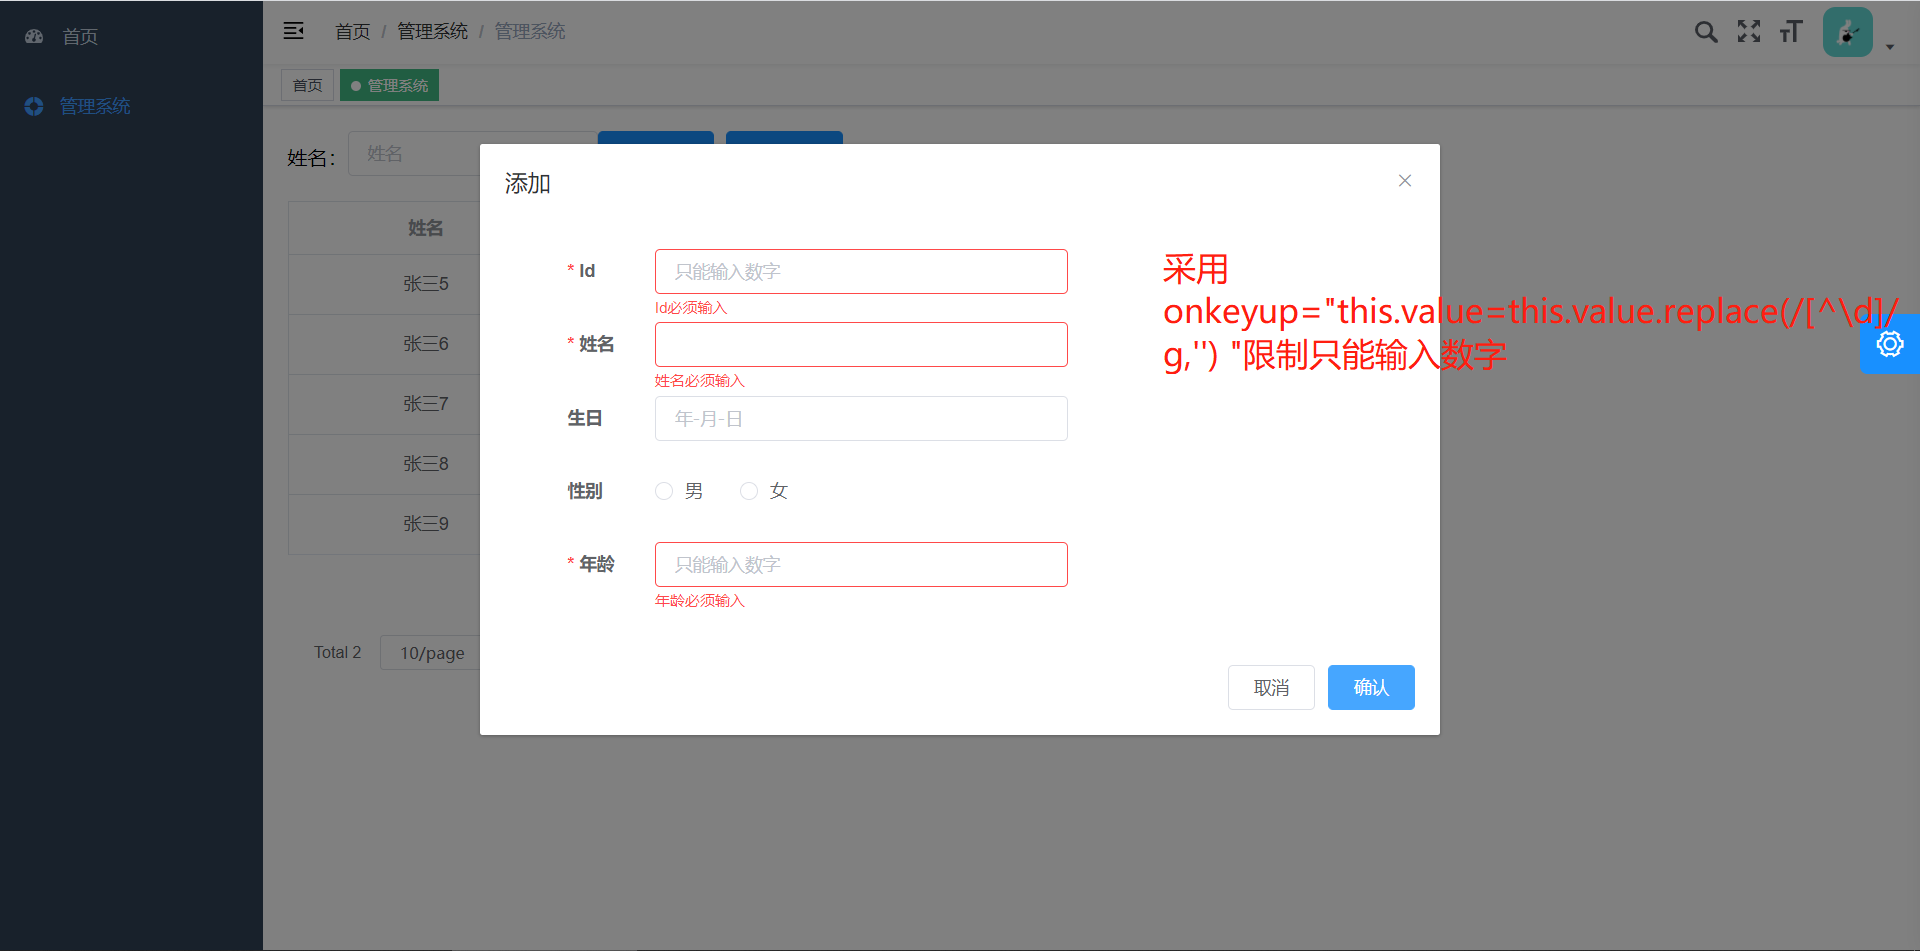 首页
管理系统
首页 / 管理系统 / 管理系统
首页
管理系统
姓名：
姓名
姓名
张三5
张三6
张三7
张三8
张三9
Total 2
10/page
添加
* Id
只能输入数字
Id必须输入
* 姓名
姓名必须输入
生日
年-月-日
性别
男
女
* 年龄
只能输入数字
年龄必须输入
取消
确认
采用
onkeyup="this.value=this.value.replace(/[^\d]/
g,'') "限制只能输入数字